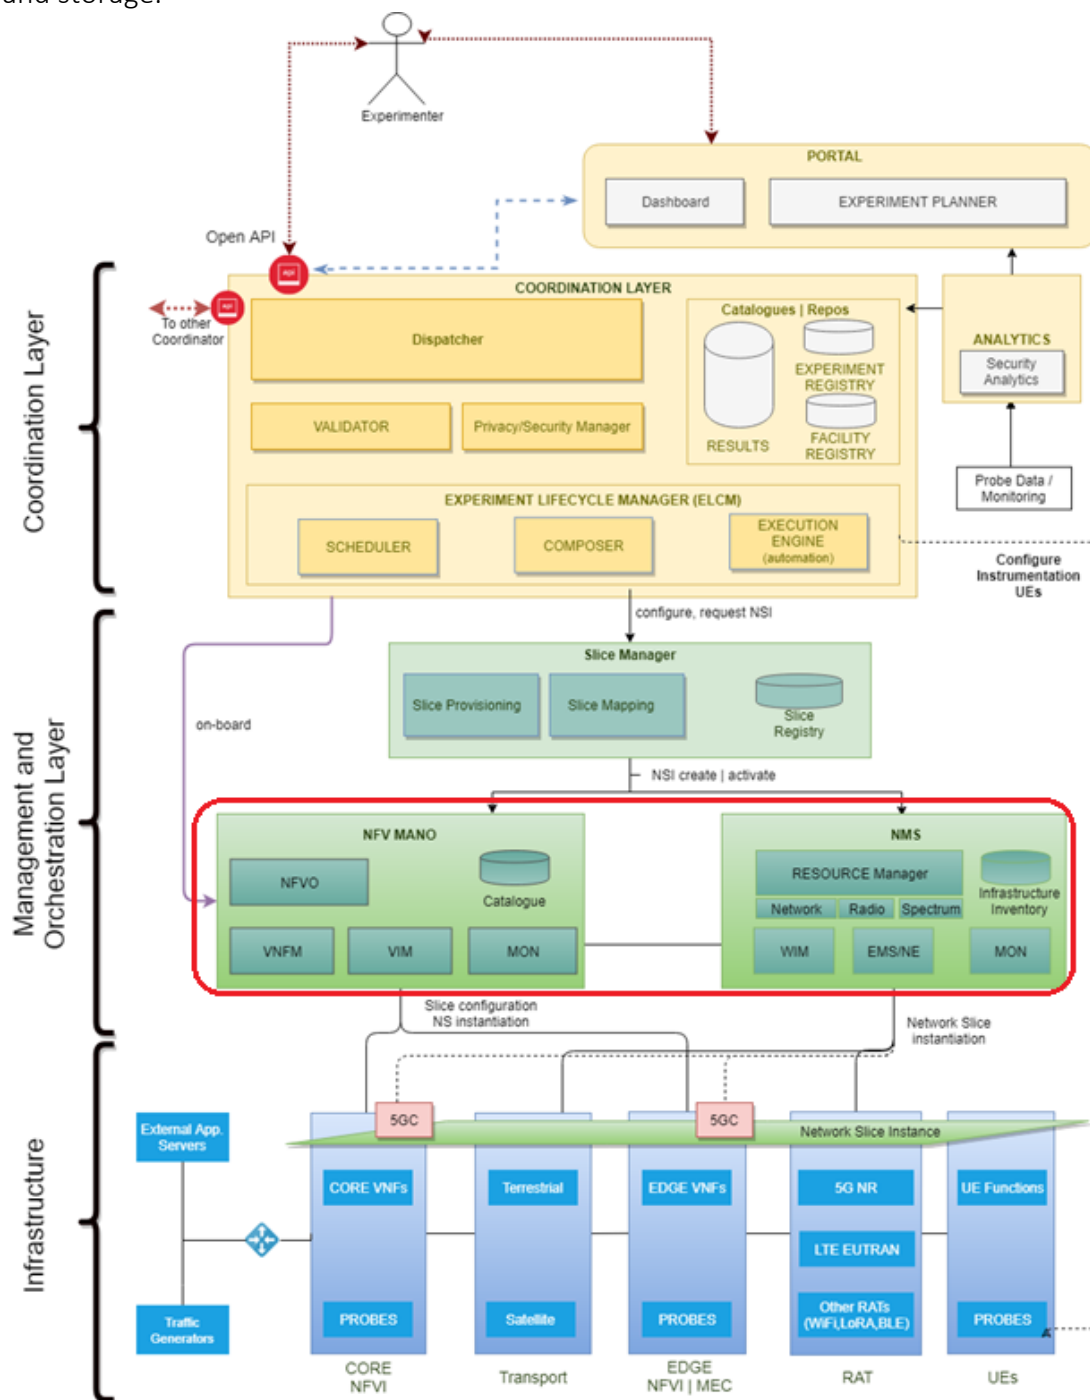 and storage.
Experimenter
PORTAL
Dashboard
EXPERIMENT PLANNER
Open API
api
api
To other
Coordinator
Coordination Layer
COORDINATION LAYER
Dispatcher
VALIDATOR
Privacy/Security Manager
Catalogues | Repos
RESULTS
EXPERIMENT
REGISTRY
FACILITY
REGISTRY
ANALYTICS
Security
Analytics
Probe Data /
Monitoring
EXPERIMENT LIFECYCLE MANAGER (ELCM)
SCHEDULER
COMPOSER
EXECUTION
ENGINE
(automation)
Configure
Instrumentation
UEs
configure, request NSI
Management and
Orchestration Layer
on-board
Slice Manager
Slice Provisioning
Slice Mapping
Slice
Registry
NSI create | activate
NFV MANO
NFVO
Catalogue
VNFM
VIM
MON
NMS
RESOURCE Manager
Network
Radio
Spectrum
Infrastructure
Inventory
WIM
EMS/NE
MON
Slice configuration
NS instantiation
Network Slice
instantiation
Infrastructure
External App.
Servers
Traffic
Generators
5GC
5GC
Network Slice Instance
CORE VNFs
PROBES
CORE
NFVI
Terrestrial
Satellite
Transport
EDGE VNFs
PROBES
EDGE
NFVI | MEC
5G NR
LTE EUTRAN
Other RATs
(WiFi,LoRA,BLE)
RAT
UE Functions
PROBES
UEs